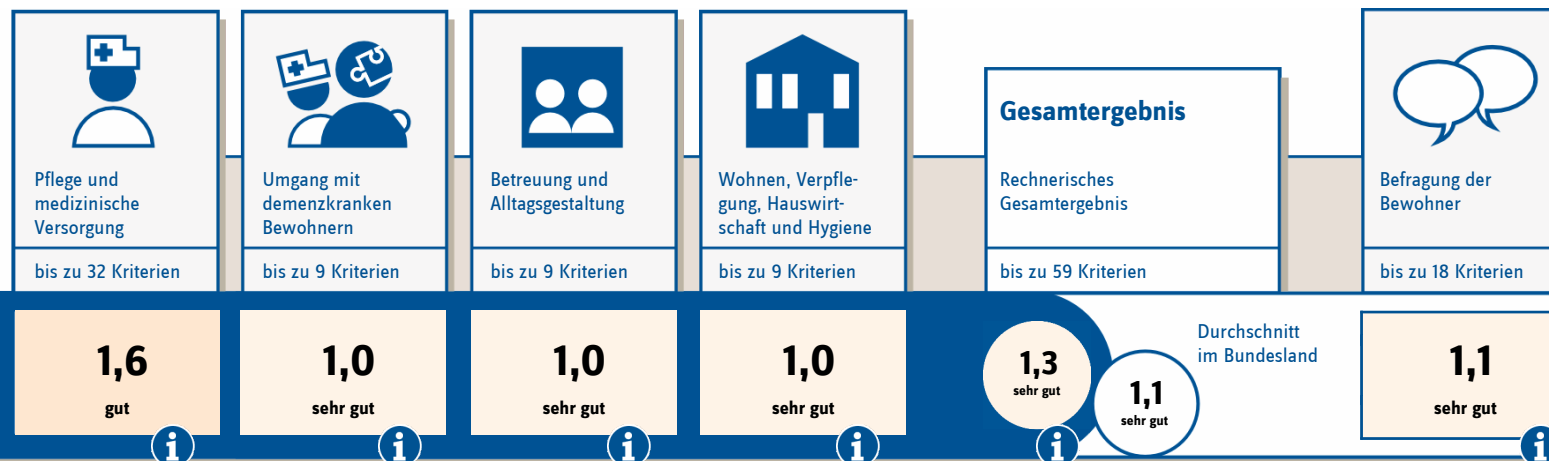 Pflege und
medizinische
Versorgung
bis zu 32 Kriterien
1,6
gut
i
Umgang mit
demenzkranken
Bewohnern
bis zu 9 Kriterien
1,0
sehr gut
i
Betreuung und
Alltagsgestaltung
bis zu 9 Kriterien
1,0
sehr gut
i
Wohnen, Verpfle-
gung, Hauswirt-
schaft und Hygiene
bis zu 9 Kriterien
1,0
sehr gut
i
Gesamtergebnis
Rechnerisches
Gesamtergebnis
bis zu 59 Kriterien
1,3
sehr gut
i
Durchschnitt
im Bundesland
1,1
sehr gut
Befragung der
Bewohner
bis zu 18 Kriterien
1,1
sehr gut
i